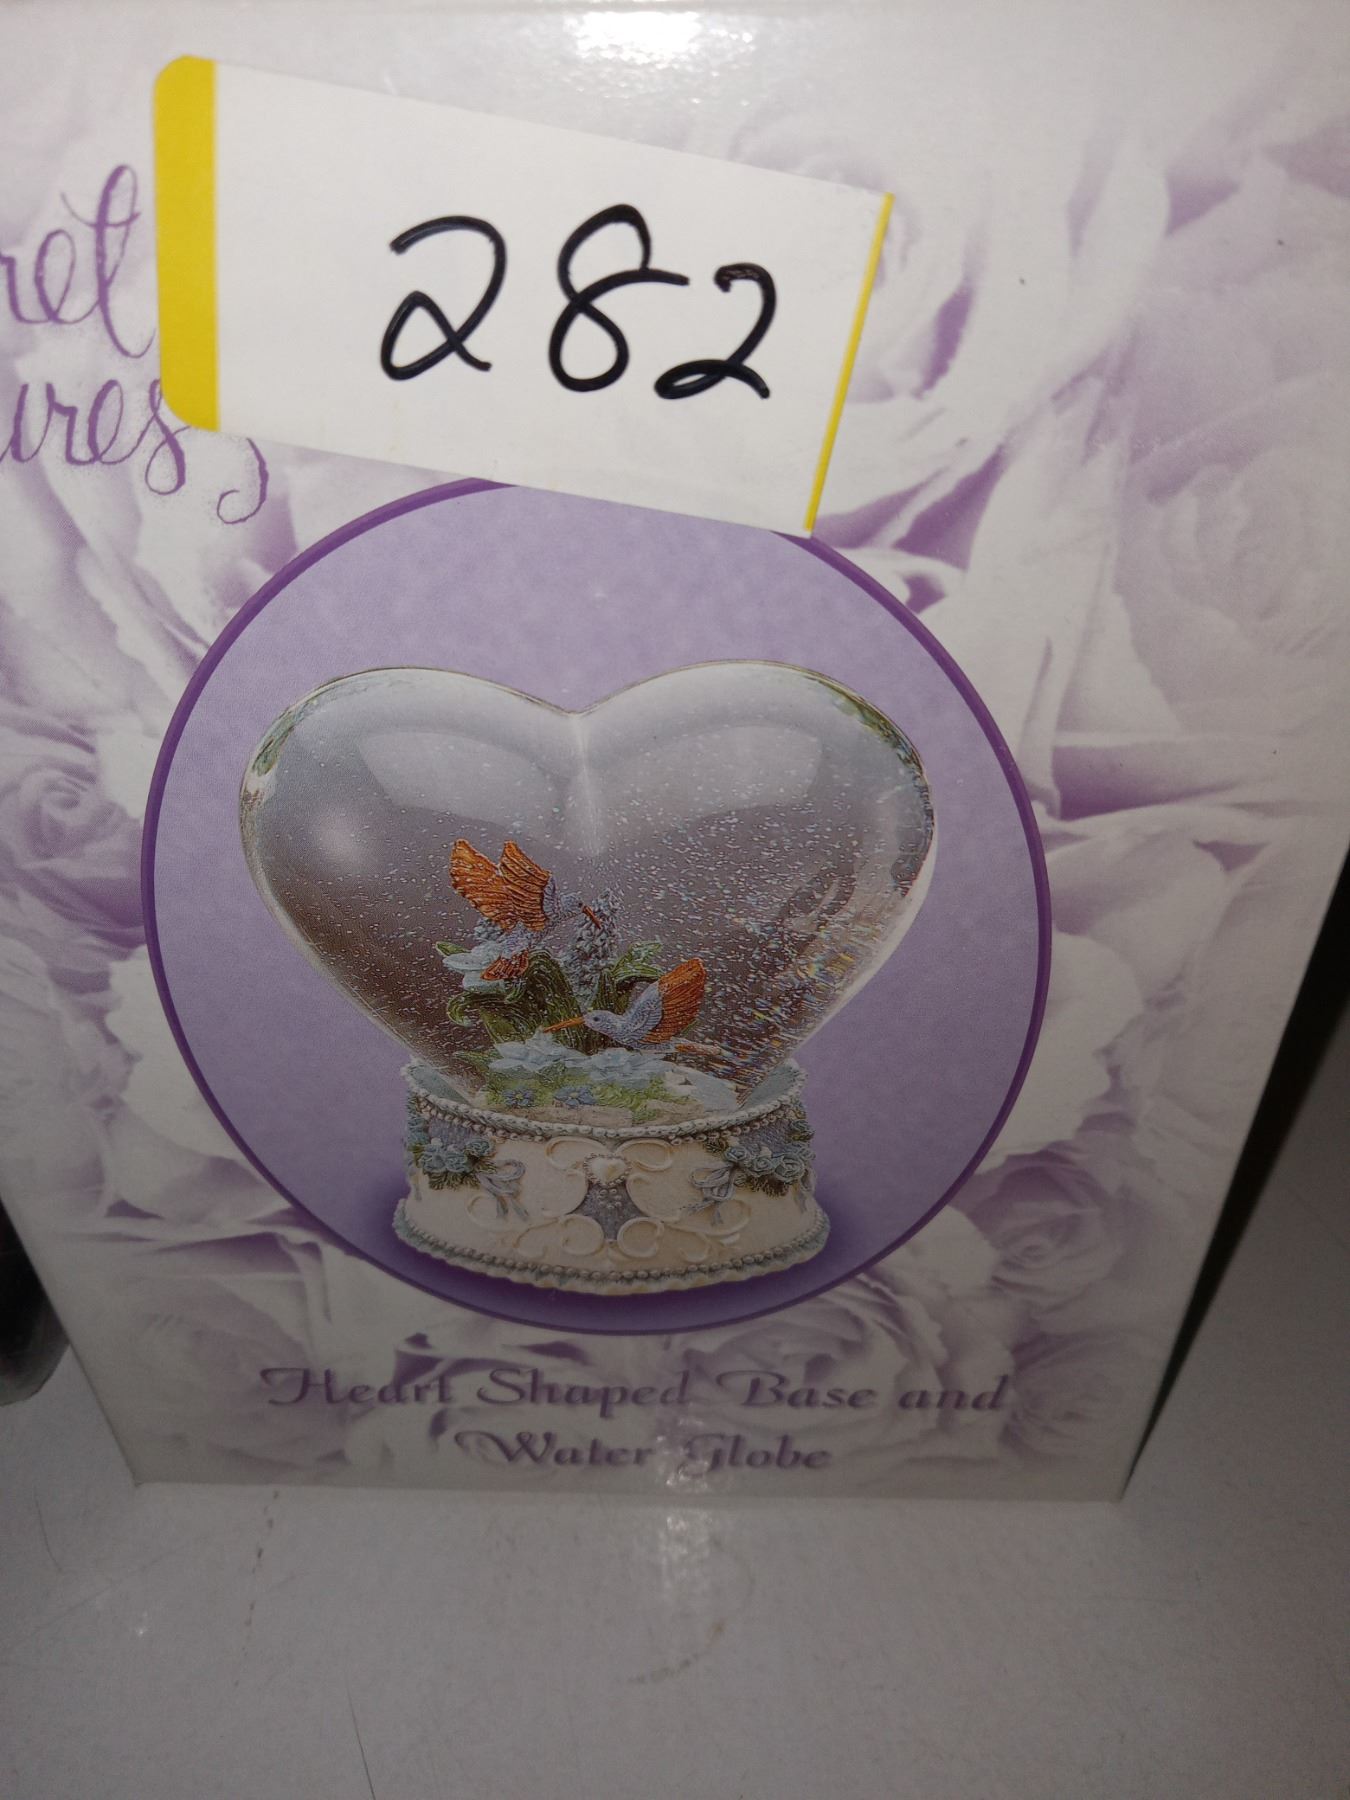 282
Heart Shaped Base and
Water Globe